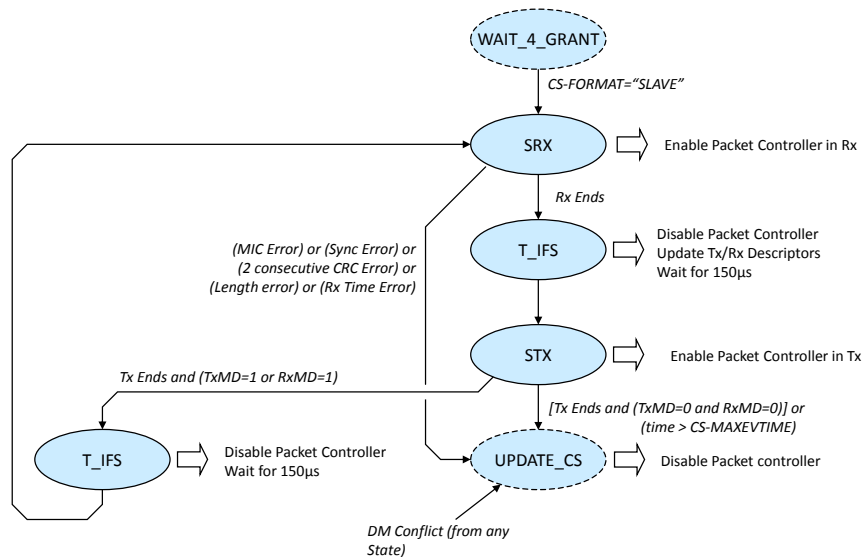 WAIT_4_GRANT
CS-FORMAT=“SLAVE”
SRX
Enable Packet Controller in Rx
Rx Ends
(MIC Error) or (Sync Error) or
(2 consecutive CRC Error) or
(Length error) or (Rx Time Error)
T_IFS
Disable Packet Controller
Update Tx/Rx Descriptors
Wait for 150µs
STX
Enable Packet Controller in Tx
Tx Ends and (TxMD=1 or RxMD=1)
[Tx Ends and (TxMD=0 and RxMD=0)] or
(time > CS-MAXEVTIME)
T_IFS
Disable Packet Controller
Wait for 150µs
UPDATE_CS
Disable Packet controller
DM Conflict (from any
State)